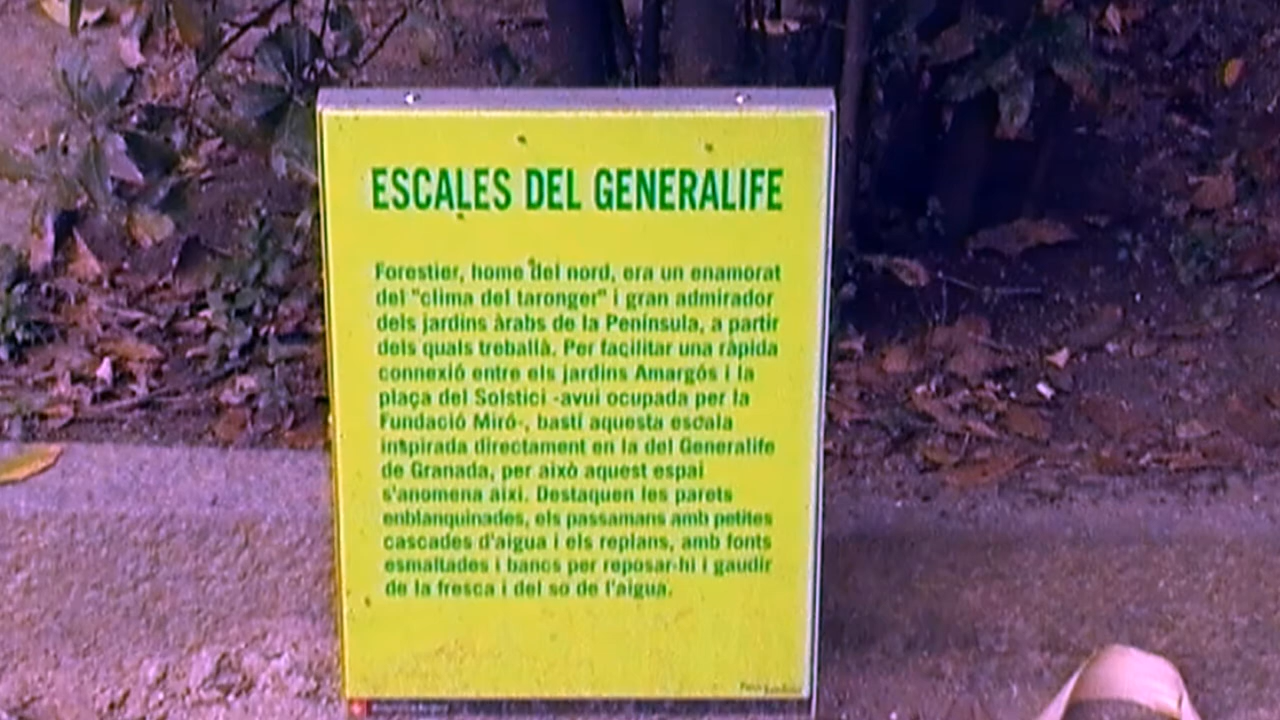 ESCALES DEL GENERALIFE
Forestier, home del nord, era un enamorat
del "clima del taronger" i gran admirador
dels jardins àrabs de la Península, a partir
dels quals treballà. Per facilitar una ràpida
connexió entre els jardins Amargós i la
plaça del Solstici -avui ocupada per la
Fundació Miró-, bastí aquesta escala
inspirada directament en la del Generalife
de Granada, per això aquest espai
s'anomena així. Destaquen les parets
enblanquinades, els passamans amb petites
cascades d'aigua i els replans, amb fonts
esmaltades i bancs per reposar-hi i gaudir
de la fresca i del so de l'aigua.